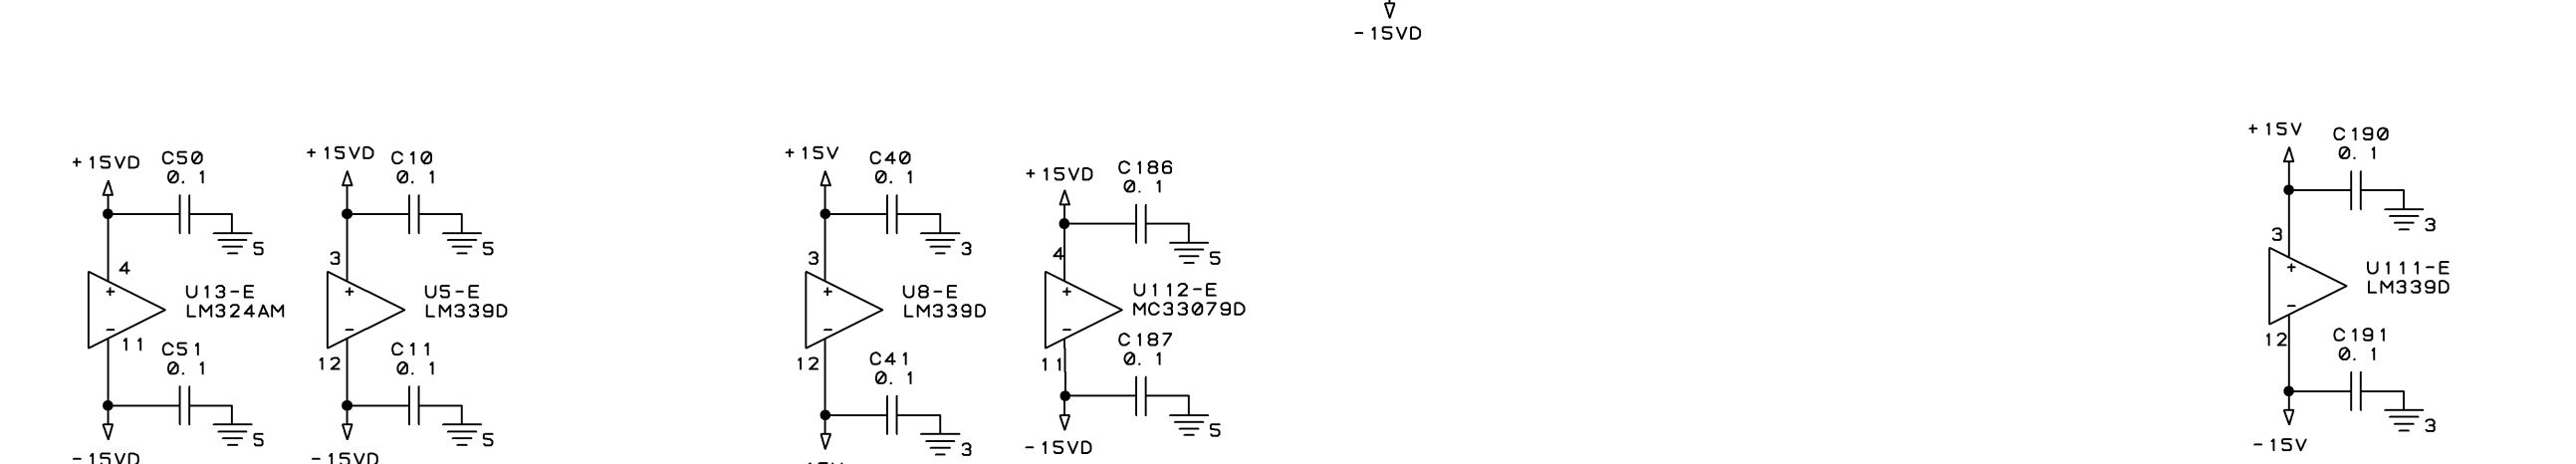 -15VD
+15VD
C50
0.1
5
4
+
-
U13-E
LM324AM
11
C51
0.1
5
-15VD
+15VD
C10
0.1
5
3
+
-
U5-E
LM339D
12
C11
0.1
5
-15VD
+15V
C40
0.1
3
3
+
-
U8-E
LM339D
12
C41
0.1
3
+15VD
C186
0.1
5
4
+
-
U112-E
MC33079D
11
C187
0.1
5
-15VD
+15V
C190
0.1
3
3
+
-
U111-E
LM339D
12
C191
0.1
3
-15V